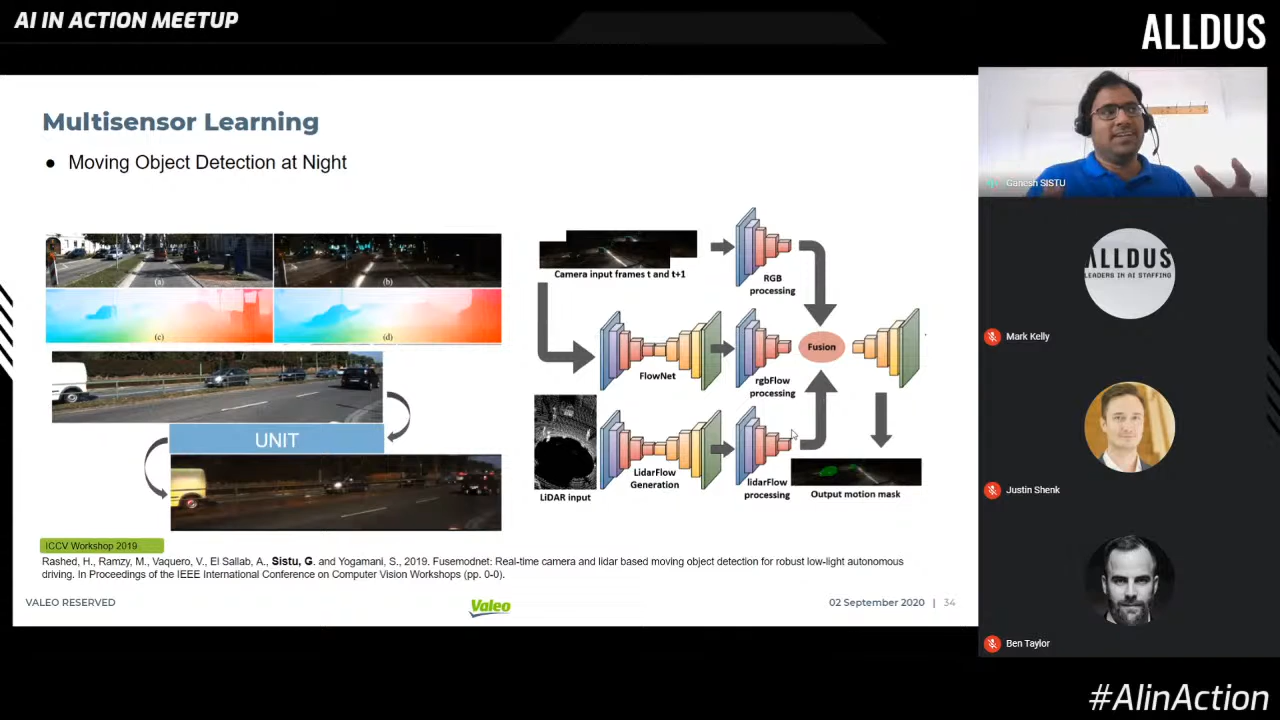 AI IN ACTION MEETUP
ALLDUS
Multisensor Learning
● Moving Object Detection at Night
(a)
(b)
(c)
(d)
UNIT
Camera input frames t and t+1
RGB
processing
FlowNet
rgbFlow
processing
Fusion
LiDAR input
LidarFlow
Generation
lidarFlow
processing
Output motion mask
ICCV Workshop 2019
Rashed, H., Ramzy, M., Vaquero, V., El Sallab, A., Sistu, G. and Yogamani, S., 2019. Fusemodnet: Real-time camera and lidar based moving object detection for robust low-light autonomous
driving. In Proceedings of the IEEE International Conference on Computer Vision Workshops (pp. 0-0).
VALEO RESERVED
Valeo
02 September 2020 | 34
Ganesh SISTU
ALLDUS
LEADERS IN AI STAFFING
Mark Kelly
Justin Shenk
Ben Taylor
#AIinAction